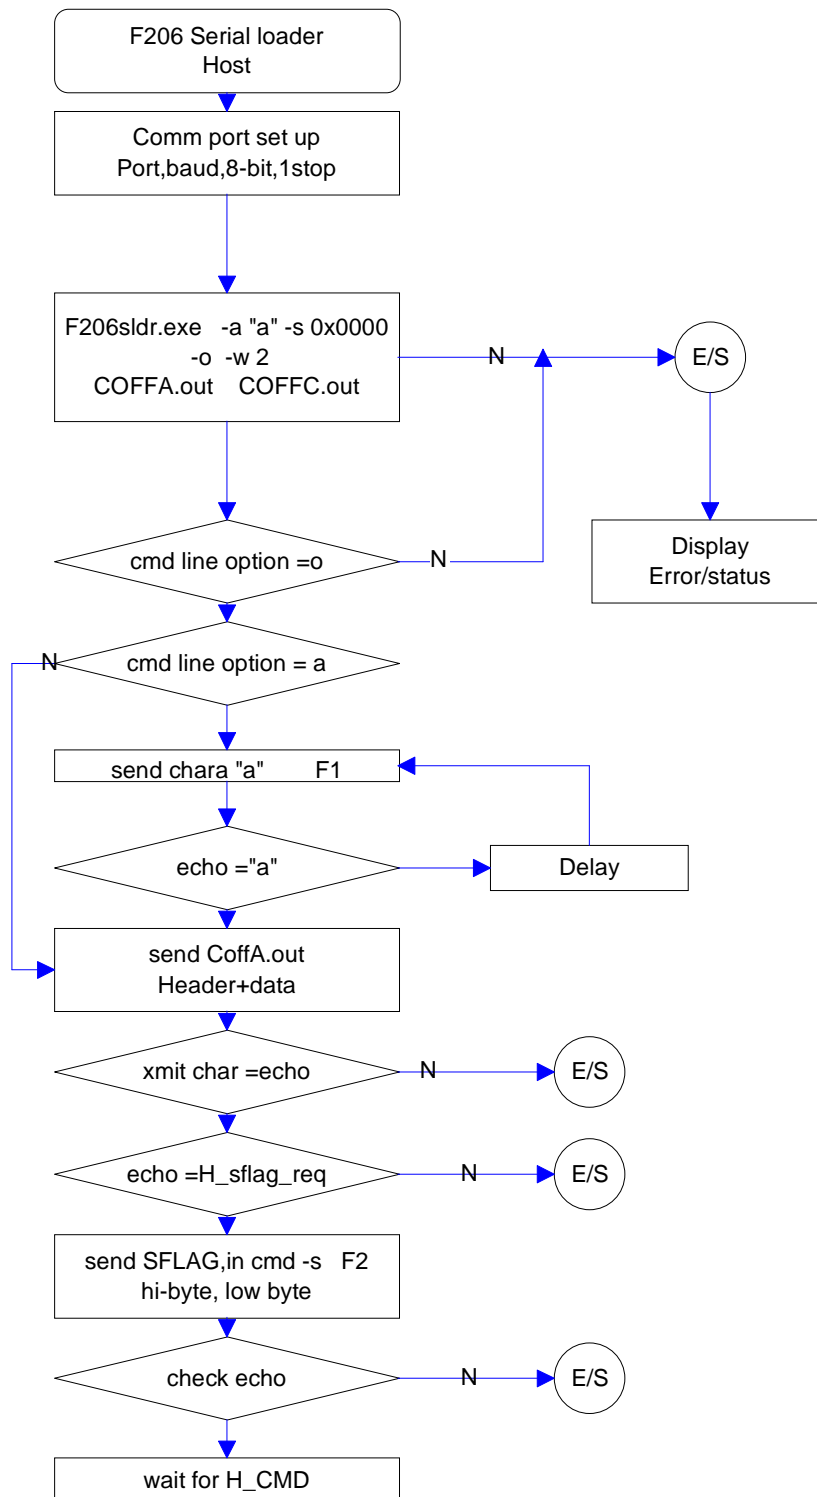 F206 Serial loader
Host
Comm port set up
Port,baud,8-bit,1stop
F206sldr.exe -a "a" -s 0x0000
-o -w 2
COFFA.out COFFC.out
N
E/S
Display
Error/status
cmd line option =o
N
cmd line option = a
N
send chara "a" F1
echo ="a"
Delay
send CoffA.out
Header+data
xmit char =echo
N
E/S
echo =H_sflag_req
N
E/S
send SFLAG,in cmd -s F2
hi-byte, low byte
check echo
N
E/S
wait for H_CMD